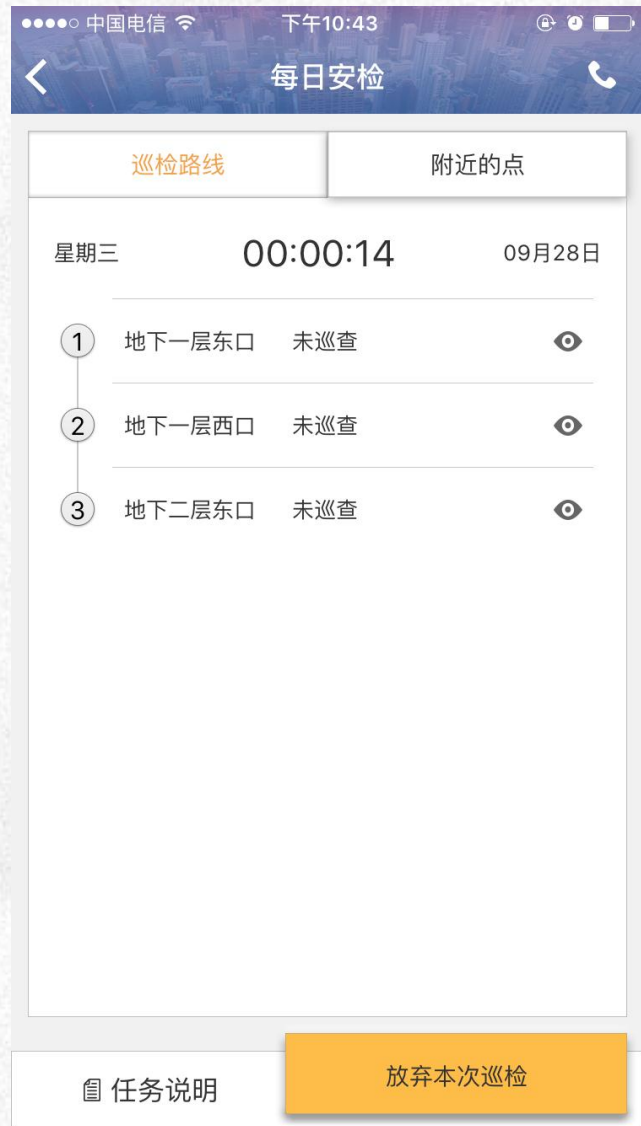 中国电信 下午10:43
每日安检
巡检路线 附近的点
星期三 00:00:14 09月28日
1 地下一层东口 未巡查
2 地下一层西口 未巡查
3 地下二层东口 未巡查
任务说明 放弃本次巡检